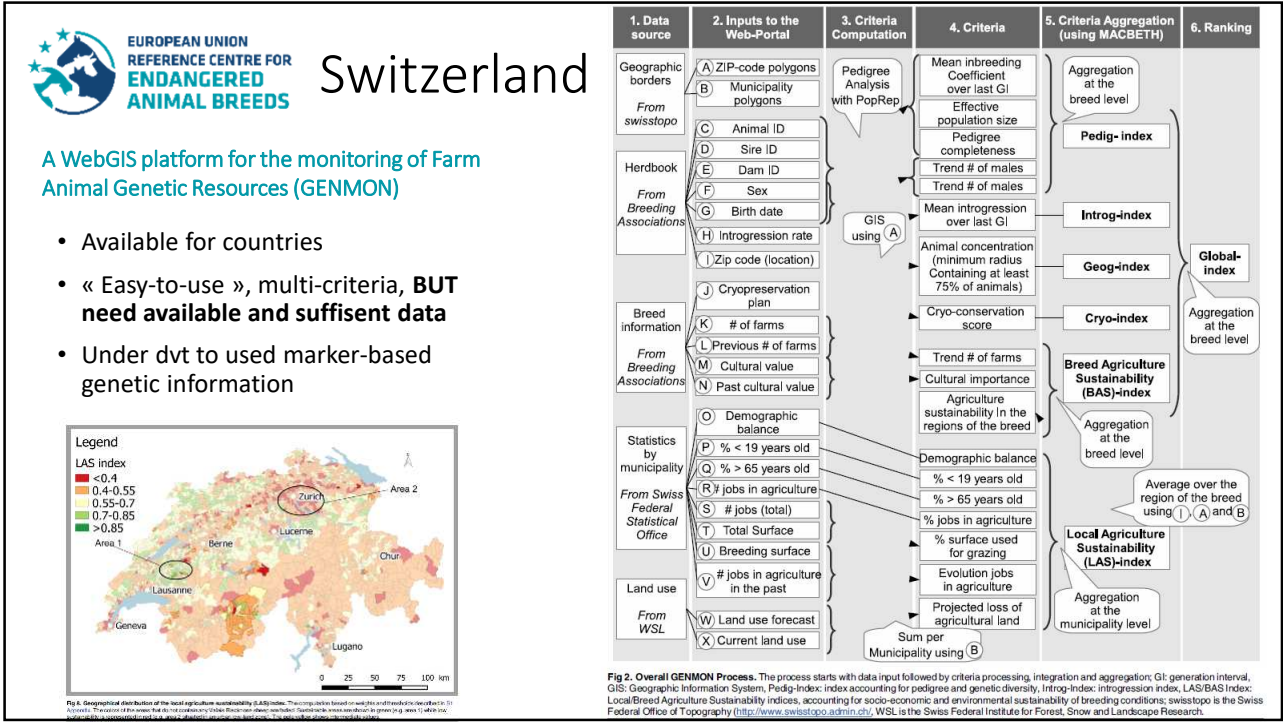 EUROPEAN UNION
REFERENCE CENTRE FOR
ENDANGERED
ANIMAL BREEDS
Switzerland
A WebGIS platform for the monitoring of Farm
Animal Genetic Resources (GENMON)
• Available for countries
• « Easy-to-use », multi-criteria, BUT
need available and suffisent data
• Under dvt to used marker-based
genetic information
Legend
LAS index
<0.4
0.4-0.55
0.55-0.7
0.7-0.85
>0.85
Area 1
Area 2
Zurich
Lucerne
Berne
Chur
Lausanne
Geneva
Lugano
0 25 50 75 100 km
Fig 8. Geographical distribution of the local agriculture sustainability (LAS) index. The computation based on weights and thresholds described in S1
1. Data
source
2. Inputs to the
Web-Portal
3. Criteria
Computation
4. Criteria
5. Criteria Aggregation
(using MACBETH)
6. Ranking
Geographic
borders
From
swisstopo
Herdbook
From
Breeding
Associations
Breed
information
From
Breeding
Associations
Statistics
by
municipality
From Swiss
Federal
Statistical
Office
Land use
From
WSL
A ZIP-code polygons
B Municipality
polygons
C Animal ID
D Sire ID
E Dam ID
F Sex
G Birth date
H Introgression rate
I Zip code (location)
J Cryopreservation
plan
K # of farms
L Previous # of farms
M Cultural value
N Past cultural value
O Demographic
balance
P % < 19 years old
Q % > 65 years old
R # jobs in agriculture
S # jobs (total)
T Total Surface
U Breeding surface
V # jobs in agriculture
in the past
W Land use forecast
X Current land use
Pedigree
Analysis
with PopRep
GIS
using A
Sum per
Municipality using B
Mean inbreeding
Coefficient
over last GI
Effective
population size
Pedigree
completeness
Trend # of males
Trend # of males
Mean introgression
over last GI
Animal concentration
(minimum radius
Containing at least
75% of animals)
Cryo-conservation
score
Trend # of farms
Cultural importance
Agriculture
sustainability In the
regions of the breed
Demographic balance
% < 19 years old
% > 65 years old
% jobs in agriculture
% surface used
for grazing
Evolution jobs
in agriculture
Projected loss of
agricultural land
Aggregation
at the
breed level
Pedig- index
Introg-index
Geog-index
Cryo-index
Breed Agriculture
Sustainability
(BAS)-index
Aggregation
at the
breed level
Average over the
region of the breed
using I, A and B
Local Agriculture
Sustainability
(LAS)-index
Aggregation
at the
municipality level
Global-
index
Aggregation
at the
breed level
Fig 2. Overall GENMON Process. The process starts with data input followed by criteria processing, integration and aggregation; GI: generation interval,
GIS: Geographic Information System, Pedig-Index: index accounting for pedigree and genetic diversity, Introg-Index: introgression index, LAS/BAS Index:
Local/Breed Agriculture Sustainability indices, accounting for socio-economic and environmental sustainability of breeding conditions; swisstopo is the Swiss
Federal Office of Topography (http://www.swisstopo.admin.ch/, WSL is the Swiss Federal Institute for Forest, Snow and Landscape Research.